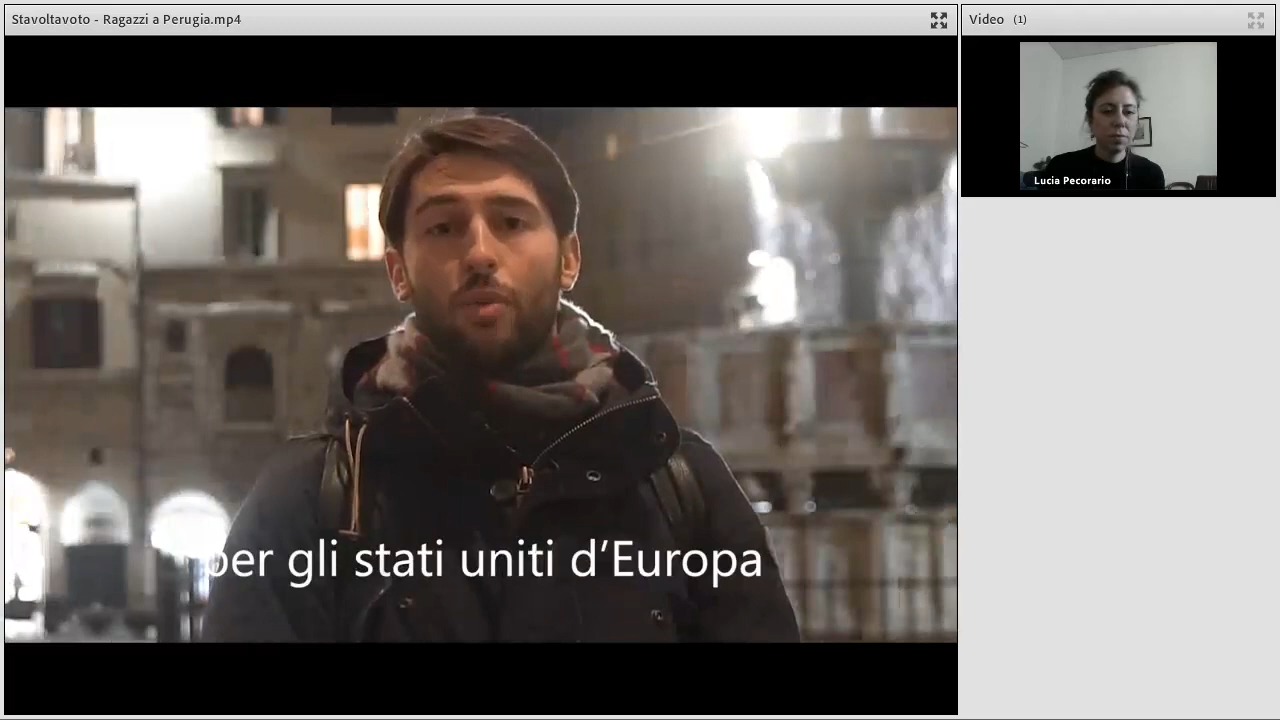 Stavoltavoto - Ragazzi a Perugia.mp4
Video (1)
Lucia Pecorario
per gli stati uniti d’Europa